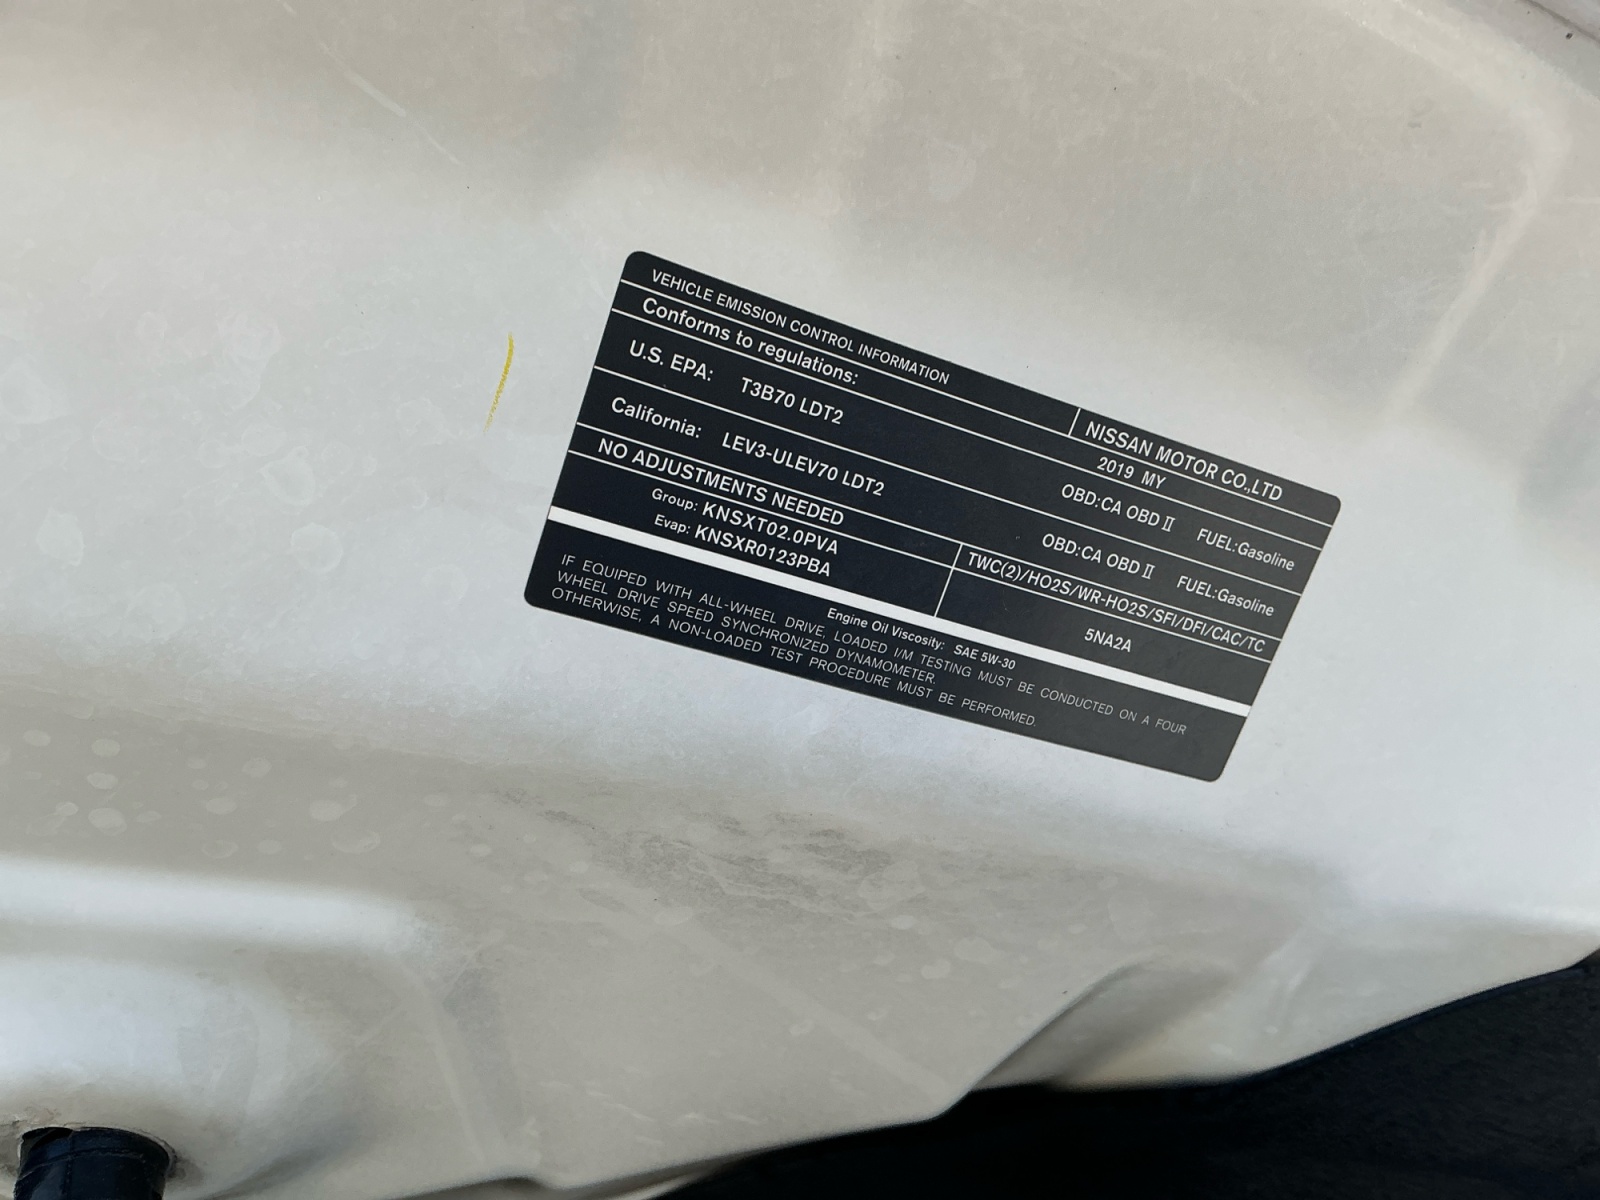 VEHICLE EMISSION CONTROL INFORMATION
NISSAN MOTOR CO.,LTD
Conforms to regulations:
2019 MY
U.S. EPA: T3B70 LDT2 OBD:CA OBD II FUEL:Gasoline
California: LEV3-ULEV70 LDT2 OBD:CA OBD II FUEL:Gasoline
NO ADJUSTMENTS NEEDED
TWC(2)/HO2S/WR-HO2S/SFI/DFI/CAC/TC
Group: KNSXT02.0PVA
Evap: KNSXR0123PBA
5NA2A
Engine Oil Viscosity: SAE 5W-30
IF EQUIPED WITH ALL-WHEEL DRIVE, LOADED I/M TESTING MUST BE CONDUCTED ON A FOUR
WHEEL DRIVE SPEED SYNCHRONIZED DYNAMOMETER.
OTHERWISE, A NON-LOADED TEST PROCEDURE MUST BE PERFORMED.